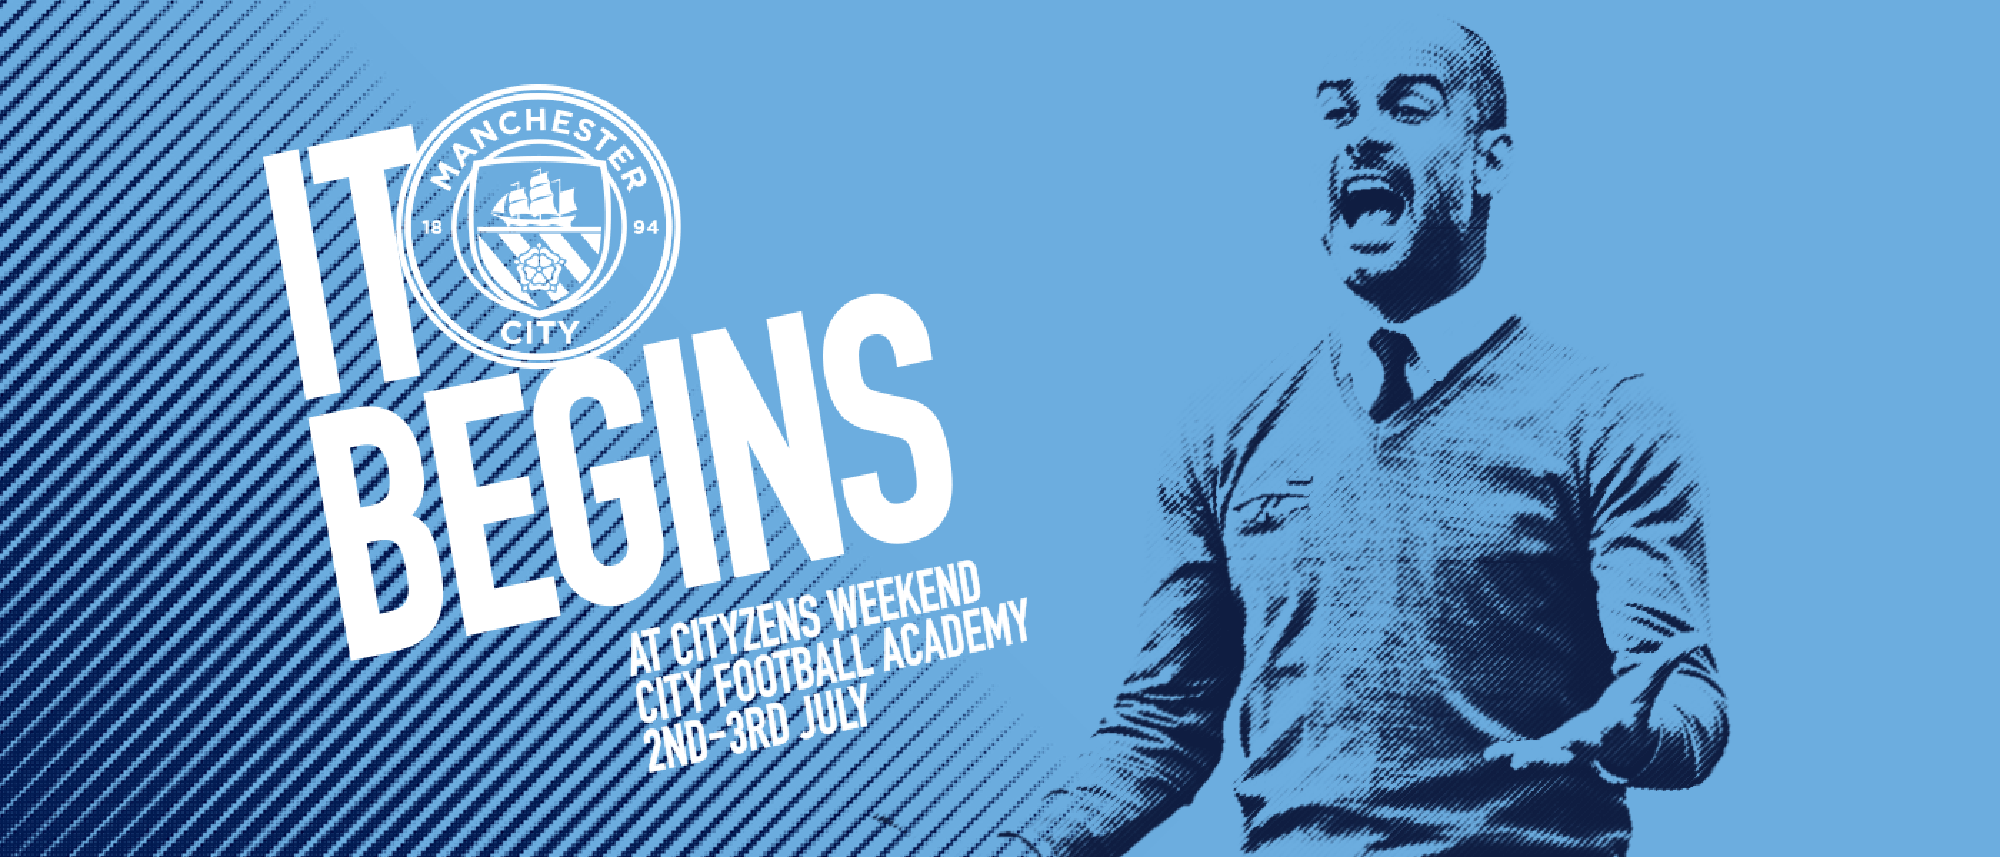 IT
MANCHESTER
18 94
CITY
BEGINS
AT CITYZENS WEEKEND
CITY FOOTBALL ACADEMY
2ND-3RD JULY